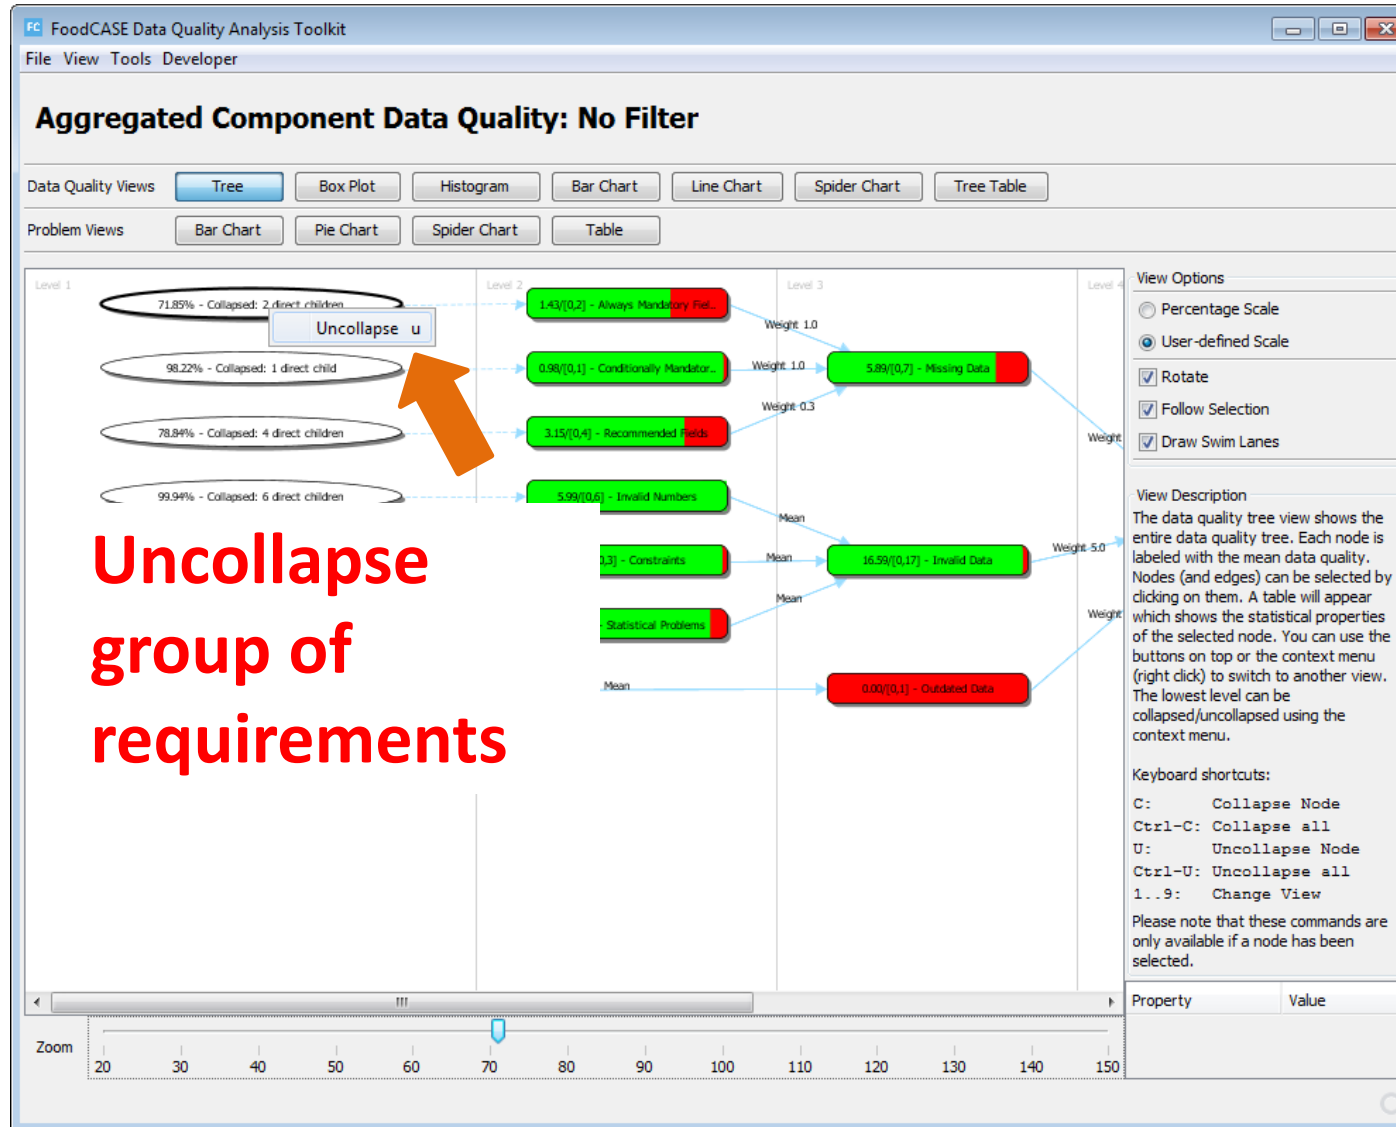 FC FoodCASE Data Quality Analysis Toolkit
File View Tools Developer
Aggregated Component Data Quality: No Filter
Data Quality Views Tree Box Plot Histogram Bar Chart Line Chart Spider Chart Tree Table
Problem Views Bar Chart Pie Chart Spider Chart Table
Level 1 Level 2 Level 3 Level 4
71.85% - Collapsed: 2 direct children
Uncollapse u
1.43/[0,2] - Always Mandatory Fiel...
Weight 1.0
98.22% - Collapsed: 1 direct child
0.98/[0,1] - Conditionally Mandator...
Weight 1.0
5.89/[0,7] - Missing Data
Weight 0.3
78.84% - Collapsed: 4 direct children
3.15/[0,4] - Recommended Fields
Weight
99.94% - Collapsed: 6 direct children
5.99/[0,6] - Invalid Numbers
Mean
,3] - Constraints
Mean
16.59/[0,17] - Invalid Data
Weight 5.0
Mean
- Statistical Problems
Weight
Mean
0.00/[0,1] - Outdated Data
Uncollapse
group of
requirements
View Options
Percentage Scale
User-defined Scale
Rotate
Follow Selection
Draw Swim Lanes
View Description
The data quality tree view shows the
entire data quality tree. Each node is
labeled with the mean data quality.
Nodes (and edges) can be selected by
clicking on them. A table will appear
which shows the statistical properties
of the selected node. You can use the
buttons on top or the context menu
(right click) to switch to another view.
The lowest level can be
collapsed/uncollapsed using the
context menu.
Keyboard shortcuts:
C: Collapse Node
Ctrl-C: Collapse all
U: Uncollapse Node
Ctrl-U: Uncollapse all
1..9: Change View
Please note that these commands are
only available if a node has been
selected.
Property Value
Zoom
20 30 40 50 60 70 80 90 100 110 120 130 140 150